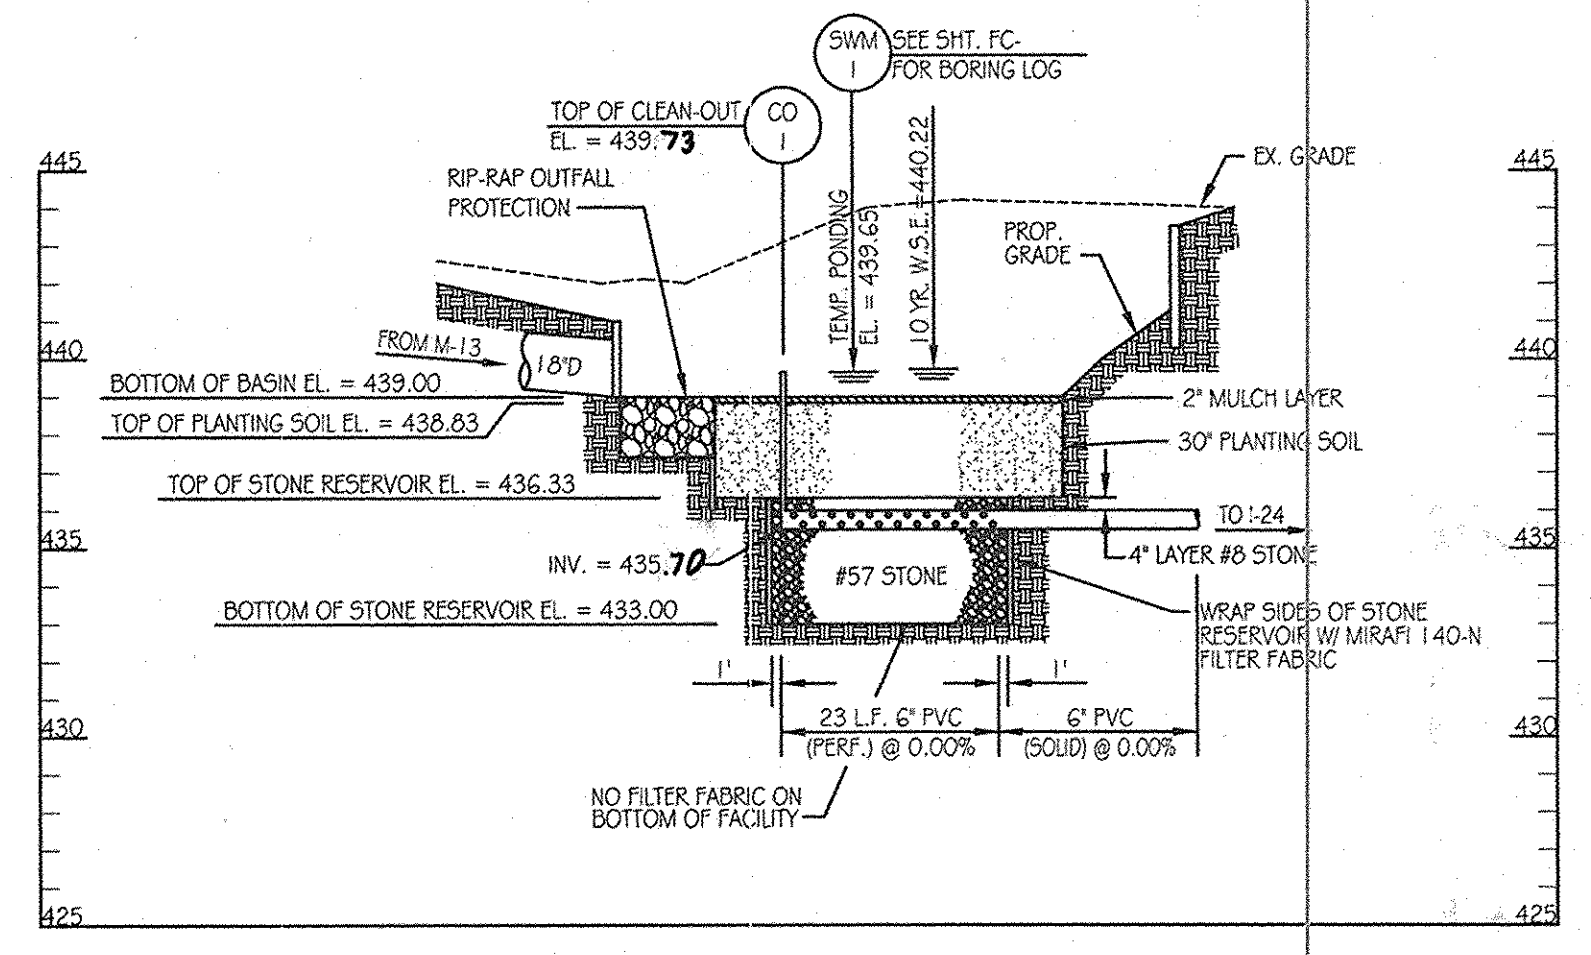 SWM
1
SEE SHT. FC-
FOR BORING LOG
TOP OF CLEAN-OUT
EL. = 439.73
CO
1
445
445
RIP-RAP OUTFALL
PROTECTION
EX. GRADE
TEMP. PONDING
EL. = 439.65
10 YR. W.S.E.=440.22
PROP.
GRADE
FROM M-13
18"D
440
440
BOTTOM OF BASIN EL. = 439.00
2" MULCH LAYER
TOP OF PLANTING SOIL EL. = 438.83
30" PLANTING SOIL
TOP OF STONE RESERVOIR EL. = 436.33
TO I-24
435
435
INV. = 435.70
4" LAYER #8 STONE
#57 STONE
BOTTOM OF STONE RESERVOIR EL. = 433.00
WRAP SIDES OF STONE
RESERVOIR W/ MIRAFI 140-N
FILTER FABRIC
1'
1'
23 L.F. 6" PVC
(PERF.) @ 0.00%
6" PVC
(SOLID) @ 0.00%
430
430
NO FILTER FABRIC ON
BOTTOM OF FACILITY
425
425